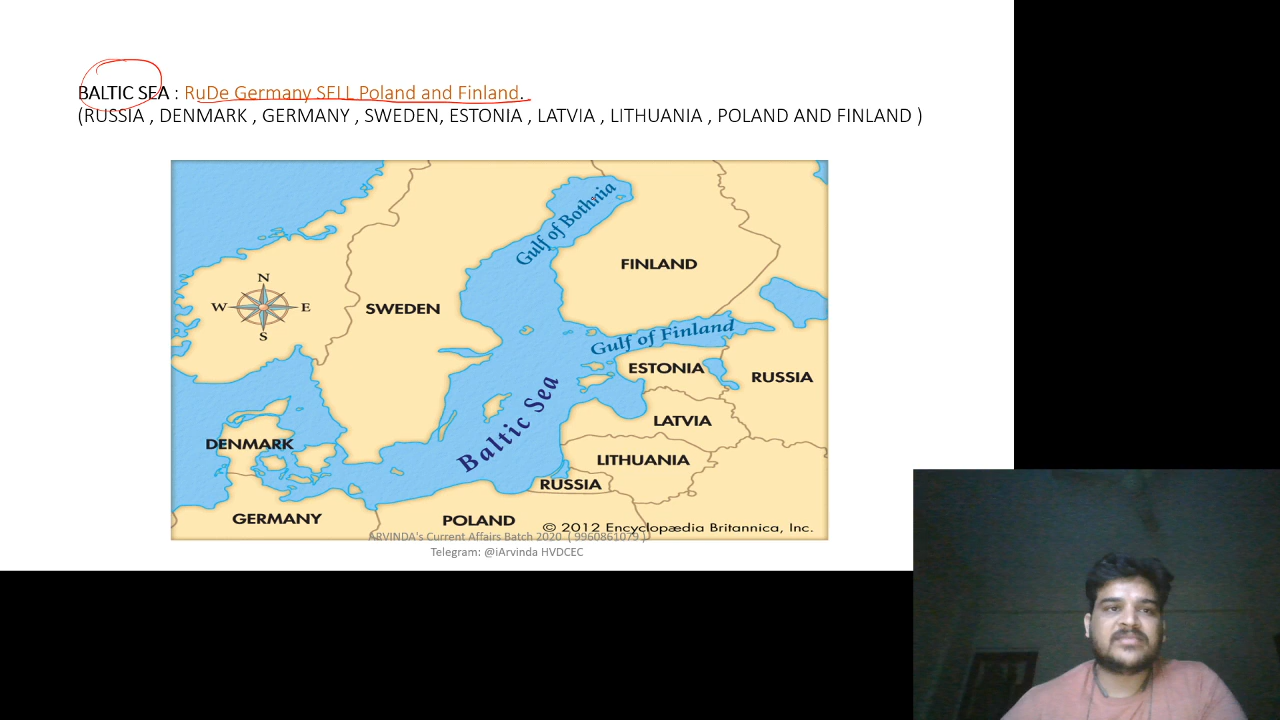 BALTIC SEA : RuDe Germany SELL Poland and Finland.
(RUSSIA , DENMARK , GERMANY , SWEDEN, ESTONIA , LATVIA , LITHUANIA , POLAND AND FINLAND )
Gulf of Bothnia
FINLAND
N
W E
S
SWEDEN
Gulf of Finland
ESTONIA
RUSSIA
Baltic Sea
LATVIA
DENMARK
LITHUANIA
RUSSIA
GERMANY
POLAND
© 2012 Encyclopædia Britannica, Inc.
ARVINDA's Current Affairs Batch 2020 ( 9960861079 )
Telegram: @iArvinda HVDCEC